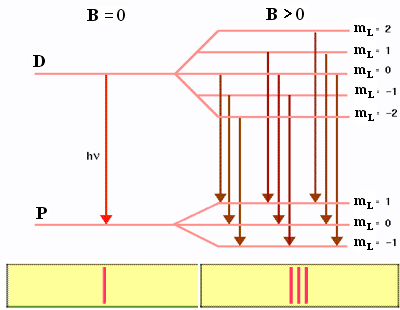 B = 0
B > 0
D
hν
P
mL = 2
mL = 1
mL = 0
mL = -1
mL = -2
mL = 1
mL = 0
mL = -1